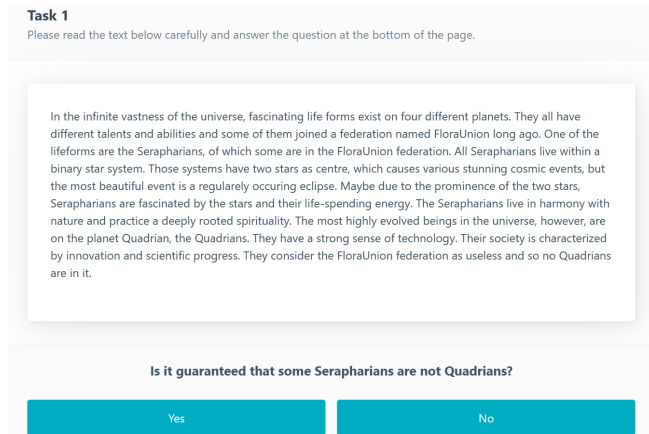 Task 1
Please read the text below carefully and answer the question at the bottom of the page.
In the infinite vastness of the universe, fascinating life forms exist on four different planets. They all have
different talents and abilities and some of them joined a federation named FloraUnion long ago. One of the
lifeforms are the Serapharians, of which some are in the FloraUnion federation. All Serapharians live within a
binary star system. Those systems have two stars as centre, which causes various stunning cosmic events, but
the most beautiful event is a regularely occuring eclipse. Maybe due to the prominence of the two stars,
Serapharians are fascinated by the stars and their life-spending energy. The Serapharians live in harmony with
nature and practice a deeply rooted spirituality. The most highly evolved beings in the universe, however, are
on the planet Quadrian, the Quadrians. They have a strong sense of technology. Their society is characterized
by innovation and scientific progress. They consider the FloraUnion federation as useless and so no Quadrians
are in it.
Is it guaranteed that some Serapharians are not Quadrians?
Yes
No